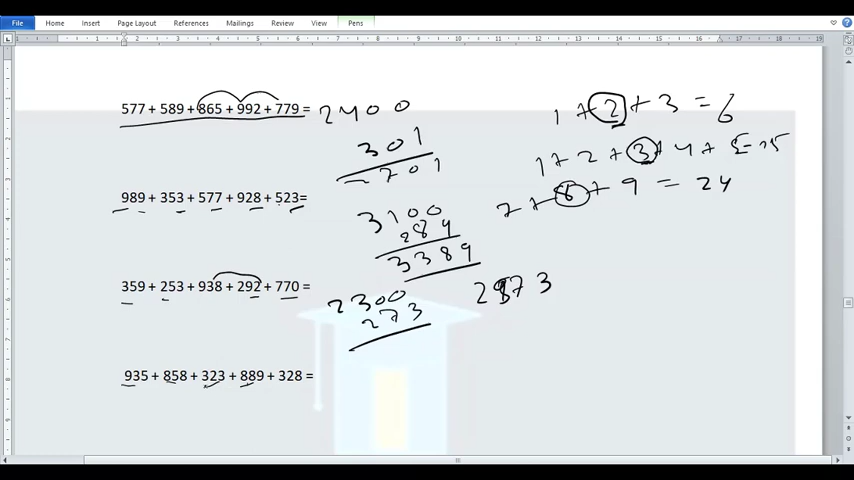 File Home Insert Page Layout References Mailings Review View Pens
577 + 589 + 865 + 992 + 779 = 2400
301
2701
1 + 2 + 3 = 6
1 + 2 + 3 + 4 + 5 = 15
7 + 8 + 9 = 24
989 + 353 + 577 + 928 + 523=
3100
289
3389
359 + 253 + 938 + 292 + 770 =
2300
273
935 + 858 + 323 + 889 + 328 =